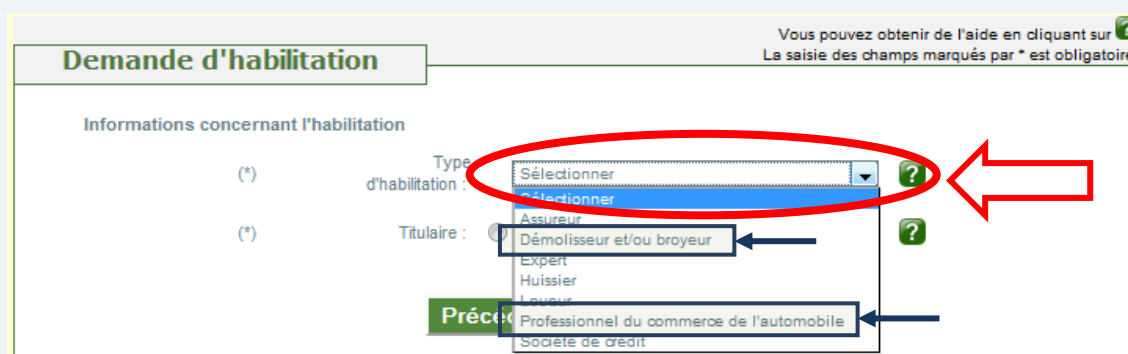 Vous pouvez obtenir de l'aide en cliquant sur ?
Demande d'habilitation
La saisie des champs marqués par * est obligatoire
Informations concernant l'habilitation
(*) Type d'habilitation : Sélectionner ?
Sélectionner
Assureur
(*) Titulaire : ?
Démolisseur et/ou broyeur
Expert
Huissier
Loueur
Professionnel du commerce de l'automobile
Société de crédit